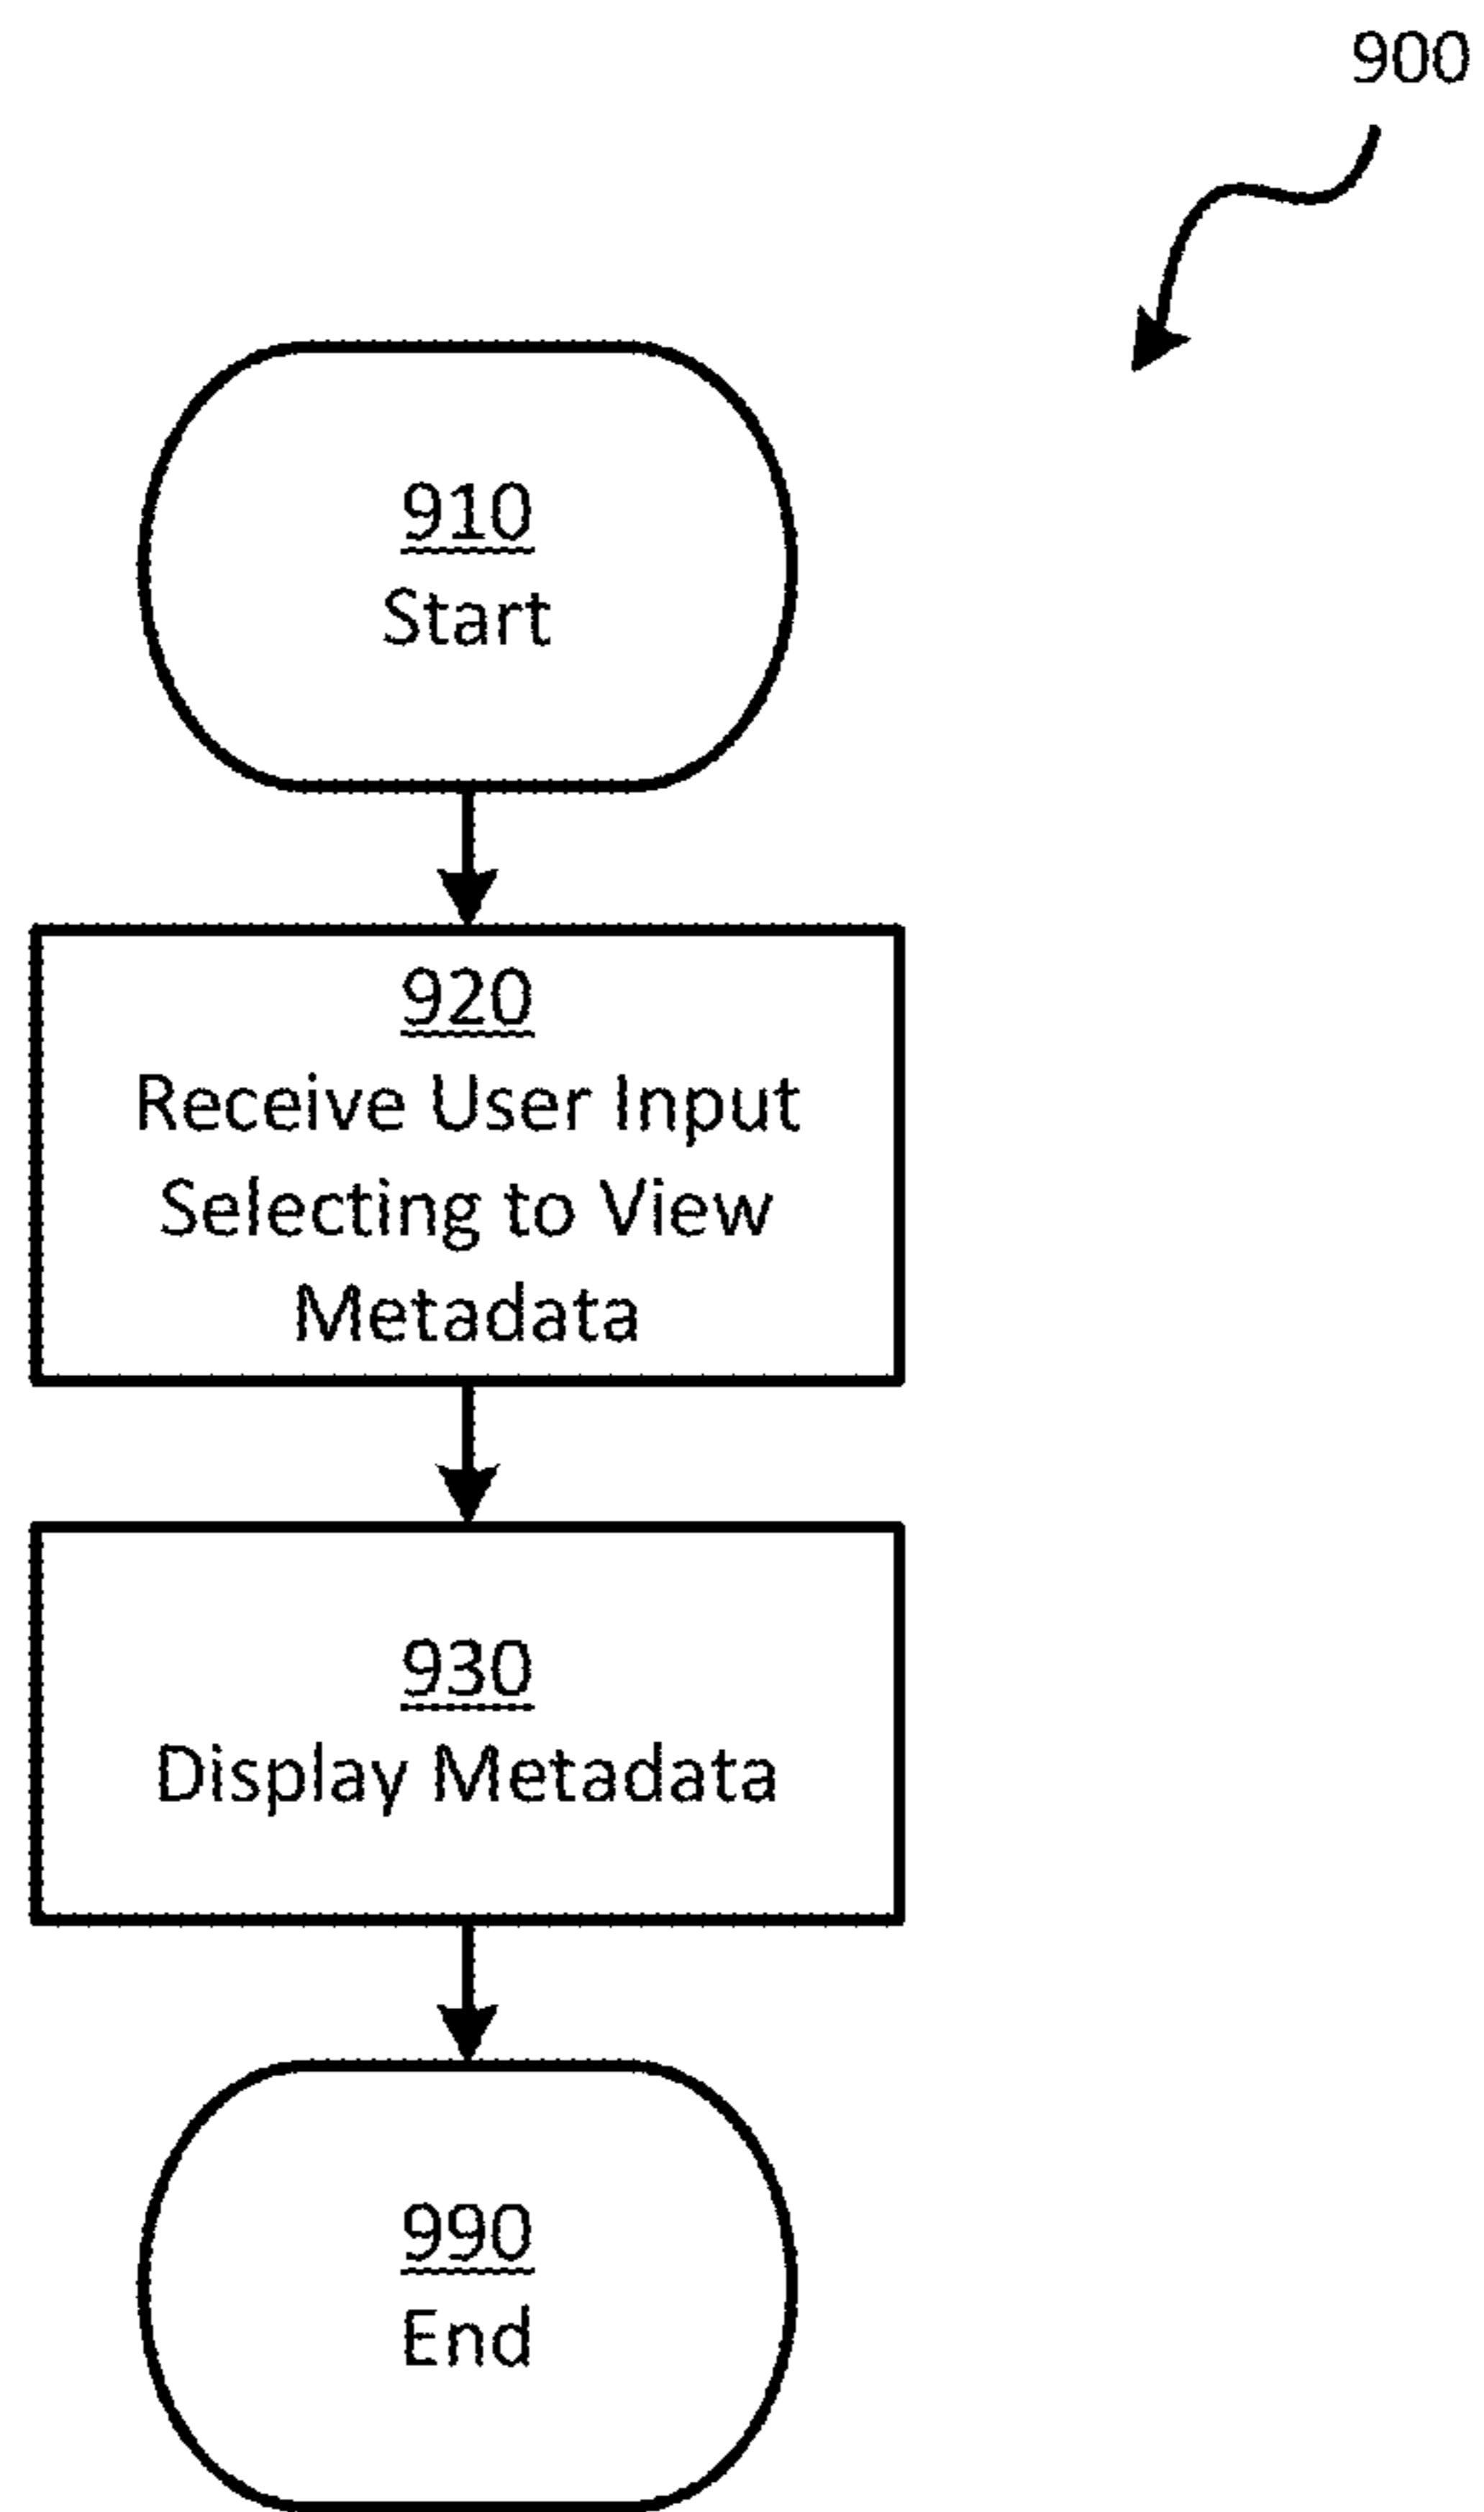 900
910
Start
920
Receive User Input
Selecting to View
Metadata
930
Display Metadata
990
End